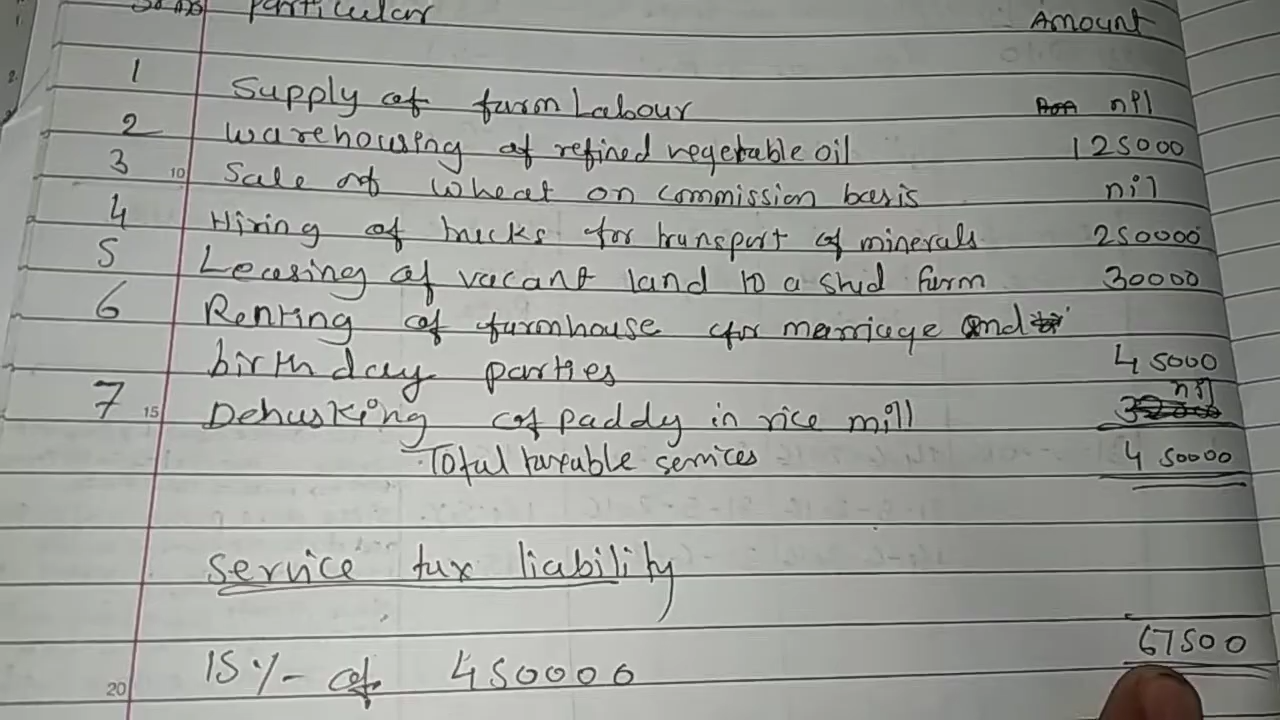 particular Amount
1 Supply of farm Labour nil
2 warehousing of refined vegetable oil 125000
3 10 Sale of wheat on commission basis nil
4 Hiring of trucks for transport of minerals 250000
5 Leasing of vacant land to a stud farm 30000
6 Renting of farmhouse for marriage and
birthday parties 45000
nil
7 15 Dehusking of paddy in rice mill
Total taxable services 450000
Service tax liability
67500
20 15% of 450000